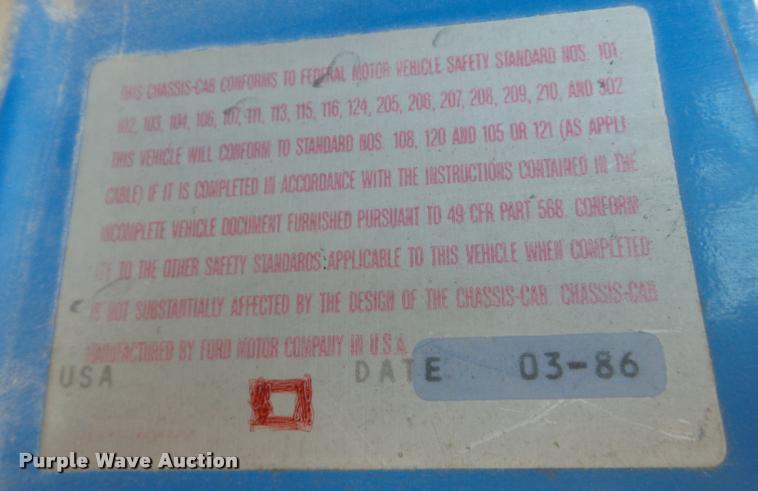 THIS CHASSIS-CAB CONFORMS TO FEDERAL MOTOR VEHICLE SAFETY STANDARD NOS. 101,
102, 103, 104, 106, 107, 111, 113, 115, 116, 124, 205, 206, 207, 208, 209, 210, AND 302
THIS VEHICLE WILL CONFORM TO STANDARD NOS. 108, 120 AND 105 OR 121 (AS APPLI-
CABLE) IF IT IS COMPLETED IN ACCORDANCE WITH THE INSTRUCTIONS CONTAINED IN THE
INCOMPLETE VEHICLE DOCUMENT FURNISHED PURSUANT TO 49 CFR PART 568. CONFORM-
ITY TO THE OTHER SAFETY STANDARDS APPLICABLE TO THIS VEHICLE WHEN COMPLETED
IS NOT SUBSTANTIALLY AFFECTED BY THE DESIGN OF THE CHASSIS-CAB. CHASSIS-CAB
MANUFACTURED BY FORD MOTOR COMPANY IN U.S.A.
USA DATE 03-86
Purple Wave Auction